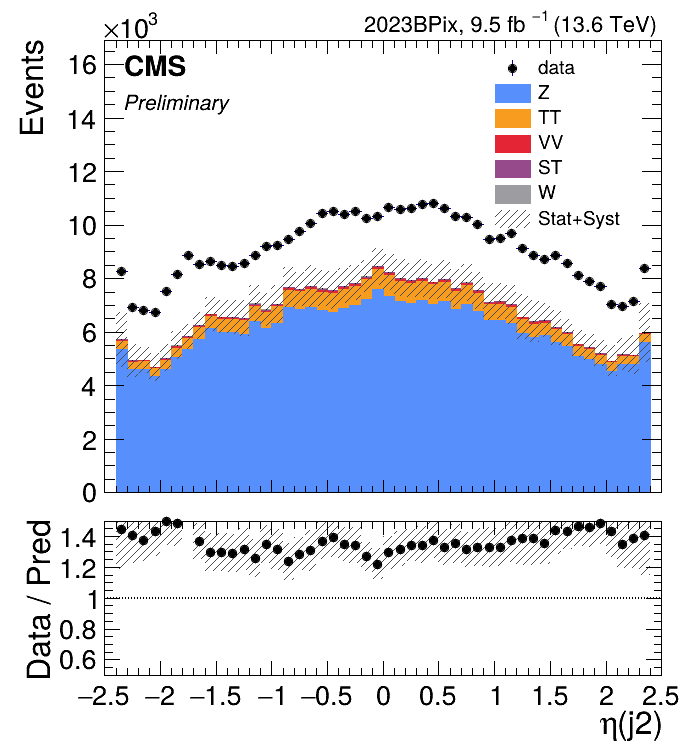 ×10³
2023BPix, 9.5 fb⁻¹ (13.6 TeV)
Events
CMS
Preliminary
data
Z
TT
VV
ST
W
Stat+Syst
16
14
12
10
8
6
4
2
0
Data / Pred
1.4
1.2
1
0.8
0.6
−2.5 −2 −1.5 −1 −0.5 0 0.5 1 1.5 2 2.5
η(j2)